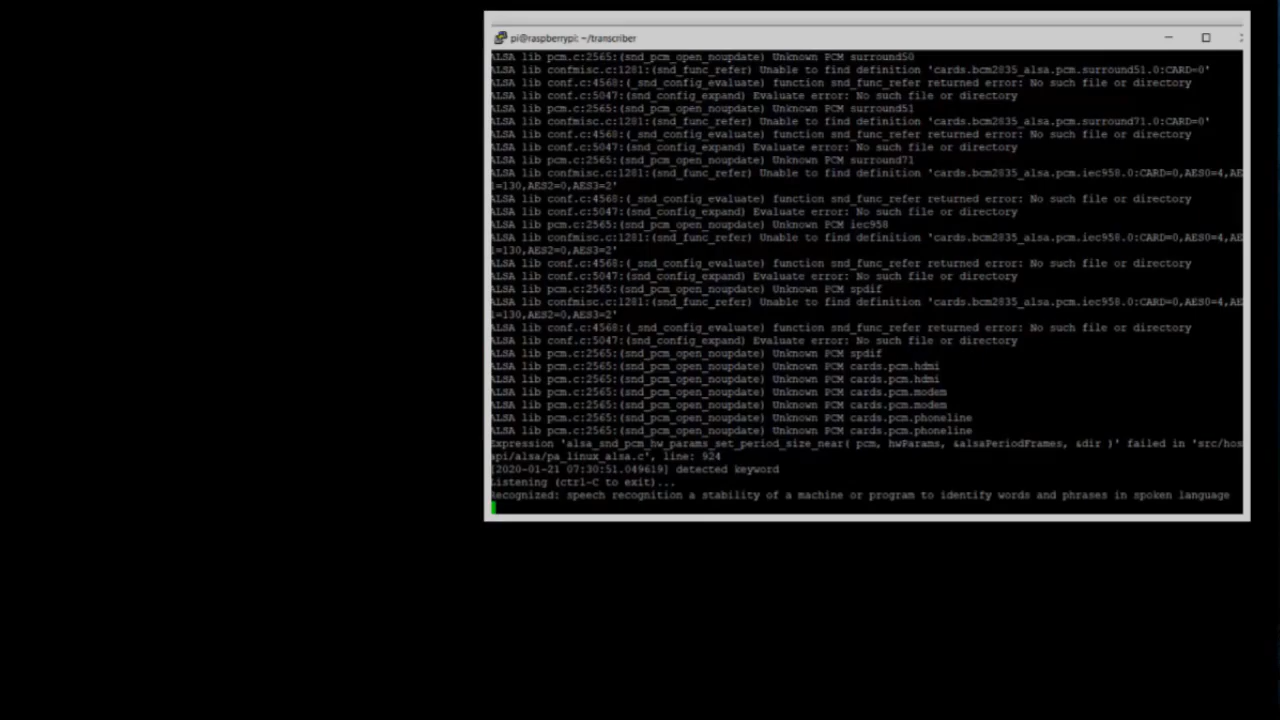 pi@raspberrypi: ~/transcriber
ALSA lib pcm.c:2565:(snd_pcm_open_noupdate) Unknown PCM surround50
ALSA lib confmisc.c:1281:(snd_func_refer) Unable to find definition 'cards.bcm2835_alsa.pcm.surround51.0:CARD=0'
ALSA lib conf.c:4568:(_snd_config_evaluate) function snd_func_refer returned error: No such file or directory
ALSA lib conf.c:5047:(snd_config_expand) Evaluate error: No such file or directory
ALSA lib pcm.c:2565:(snd_pcm_open_noupdate) Unknown PCM surround51
ALSA lib confmisc.c:1281:(snd_func_refer) Unable to find definition 'cards.bcm2835_alsa.pcm.surround71.0:CARD=0'
ALSA lib conf.c:4568:(_snd_config_evaluate) function snd_func_refer returned error: No such file or directory
ALSA lib conf.c:5047:(snd_config_expand) Evaluate error: No such file or directory
ALSA lib pcm.c:2565:(snd_pcm_open_noupdate) Unknown PCM surround71
ALSA lib confmisc.c:1281:(snd_func_refer) Unable to find definition 'cards.bcm2835_alsa.pcm.iec958.0:CARD=0,AES0=4,AE
1=130,AES2=0,AES3=2'
ALSA lib conf.c:4568:(_snd_config_evaluate) function snd_func_refer returned error: No such file or directory
ALSA lib conf.c:5047:(snd_config_expand) Evaluate error: No such file or directory
ALSA lib pcm.c:2565:(snd_pcm_open_noupdate) Unknown PCM iec958
ALSA lib confmisc.c:1281:(snd_func_refer) Unable to find definition 'cards.bcm2835_alsa.pcm.iec958.0:CARD=0,AES0=4,AE
1=130,AES2=0,AES3=2'
ALSA lib conf.c:4568:(_snd_config_evaluate) function snd_func_refer returned error: No such file or directory
ALSA lib conf.c:5047:(snd_config_expand) Evaluate error: No such file or directory
ALSA lib pcm.c:2565:(snd_pcm_open_noupdate) Unknown PCM spdif
ALSA lib confmisc.c:1281:(snd_func_refer) Unable to find definition 'cards.bcm2835_alsa.pcm.iec958.0:CARD=0,AES0=4,AE
1=130,AES2=0,AES3=2'
ALSA lib conf.c:4568:(_snd_config_evaluate) function snd_func_refer returned error: No such file or directory
ALSA lib conf.c:5047:(snd_config_expand) Evaluate error: No such file or directory
ALSA lib pcm.c:2565:(snd_pcm_open_noupdate) Unknown PCM spdif
ALSA lib pcm.c:2565:(snd_pcm_open_noupdate) Unknown PCM cards.pcm.hdmi
ALSA lib pcm.c:2565:(snd_pcm_open_noupdate) Unknown PCM cards.pcm.hdmi
ALSA lib pcm.c:2565:(snd_pcm_open_noupdate) Unknown PCM cards.pcm.modem
ALSA lib pcm.c:2565:(snd_pcm_open_noupdate) Unknown PCM cards.pcm.modem
ALSA lib pcm.c:2565:(snd_pcm_open_noupdate) Unknown PCM cards.pcm.phoneline
ALSA lib pcm.c:2565:(snd_pcm_open_noupdate) Unknown PCM cards.pcm.phoneline
Expression 'alsa_snd_pcm_hw_params_set_period_size_near( pcm, hwParams, &alsaPeriodFrames, &dir )' failed in 'src/hos
api/alsa/pa_linux_alsa.c', line: 924
[2020-01-21 07:30:51.049619] detected keyword
Listening (ctrl-C to exit)...
Recognized: speech recognition a stability of a machine or program to identify words and phrases in spoken language